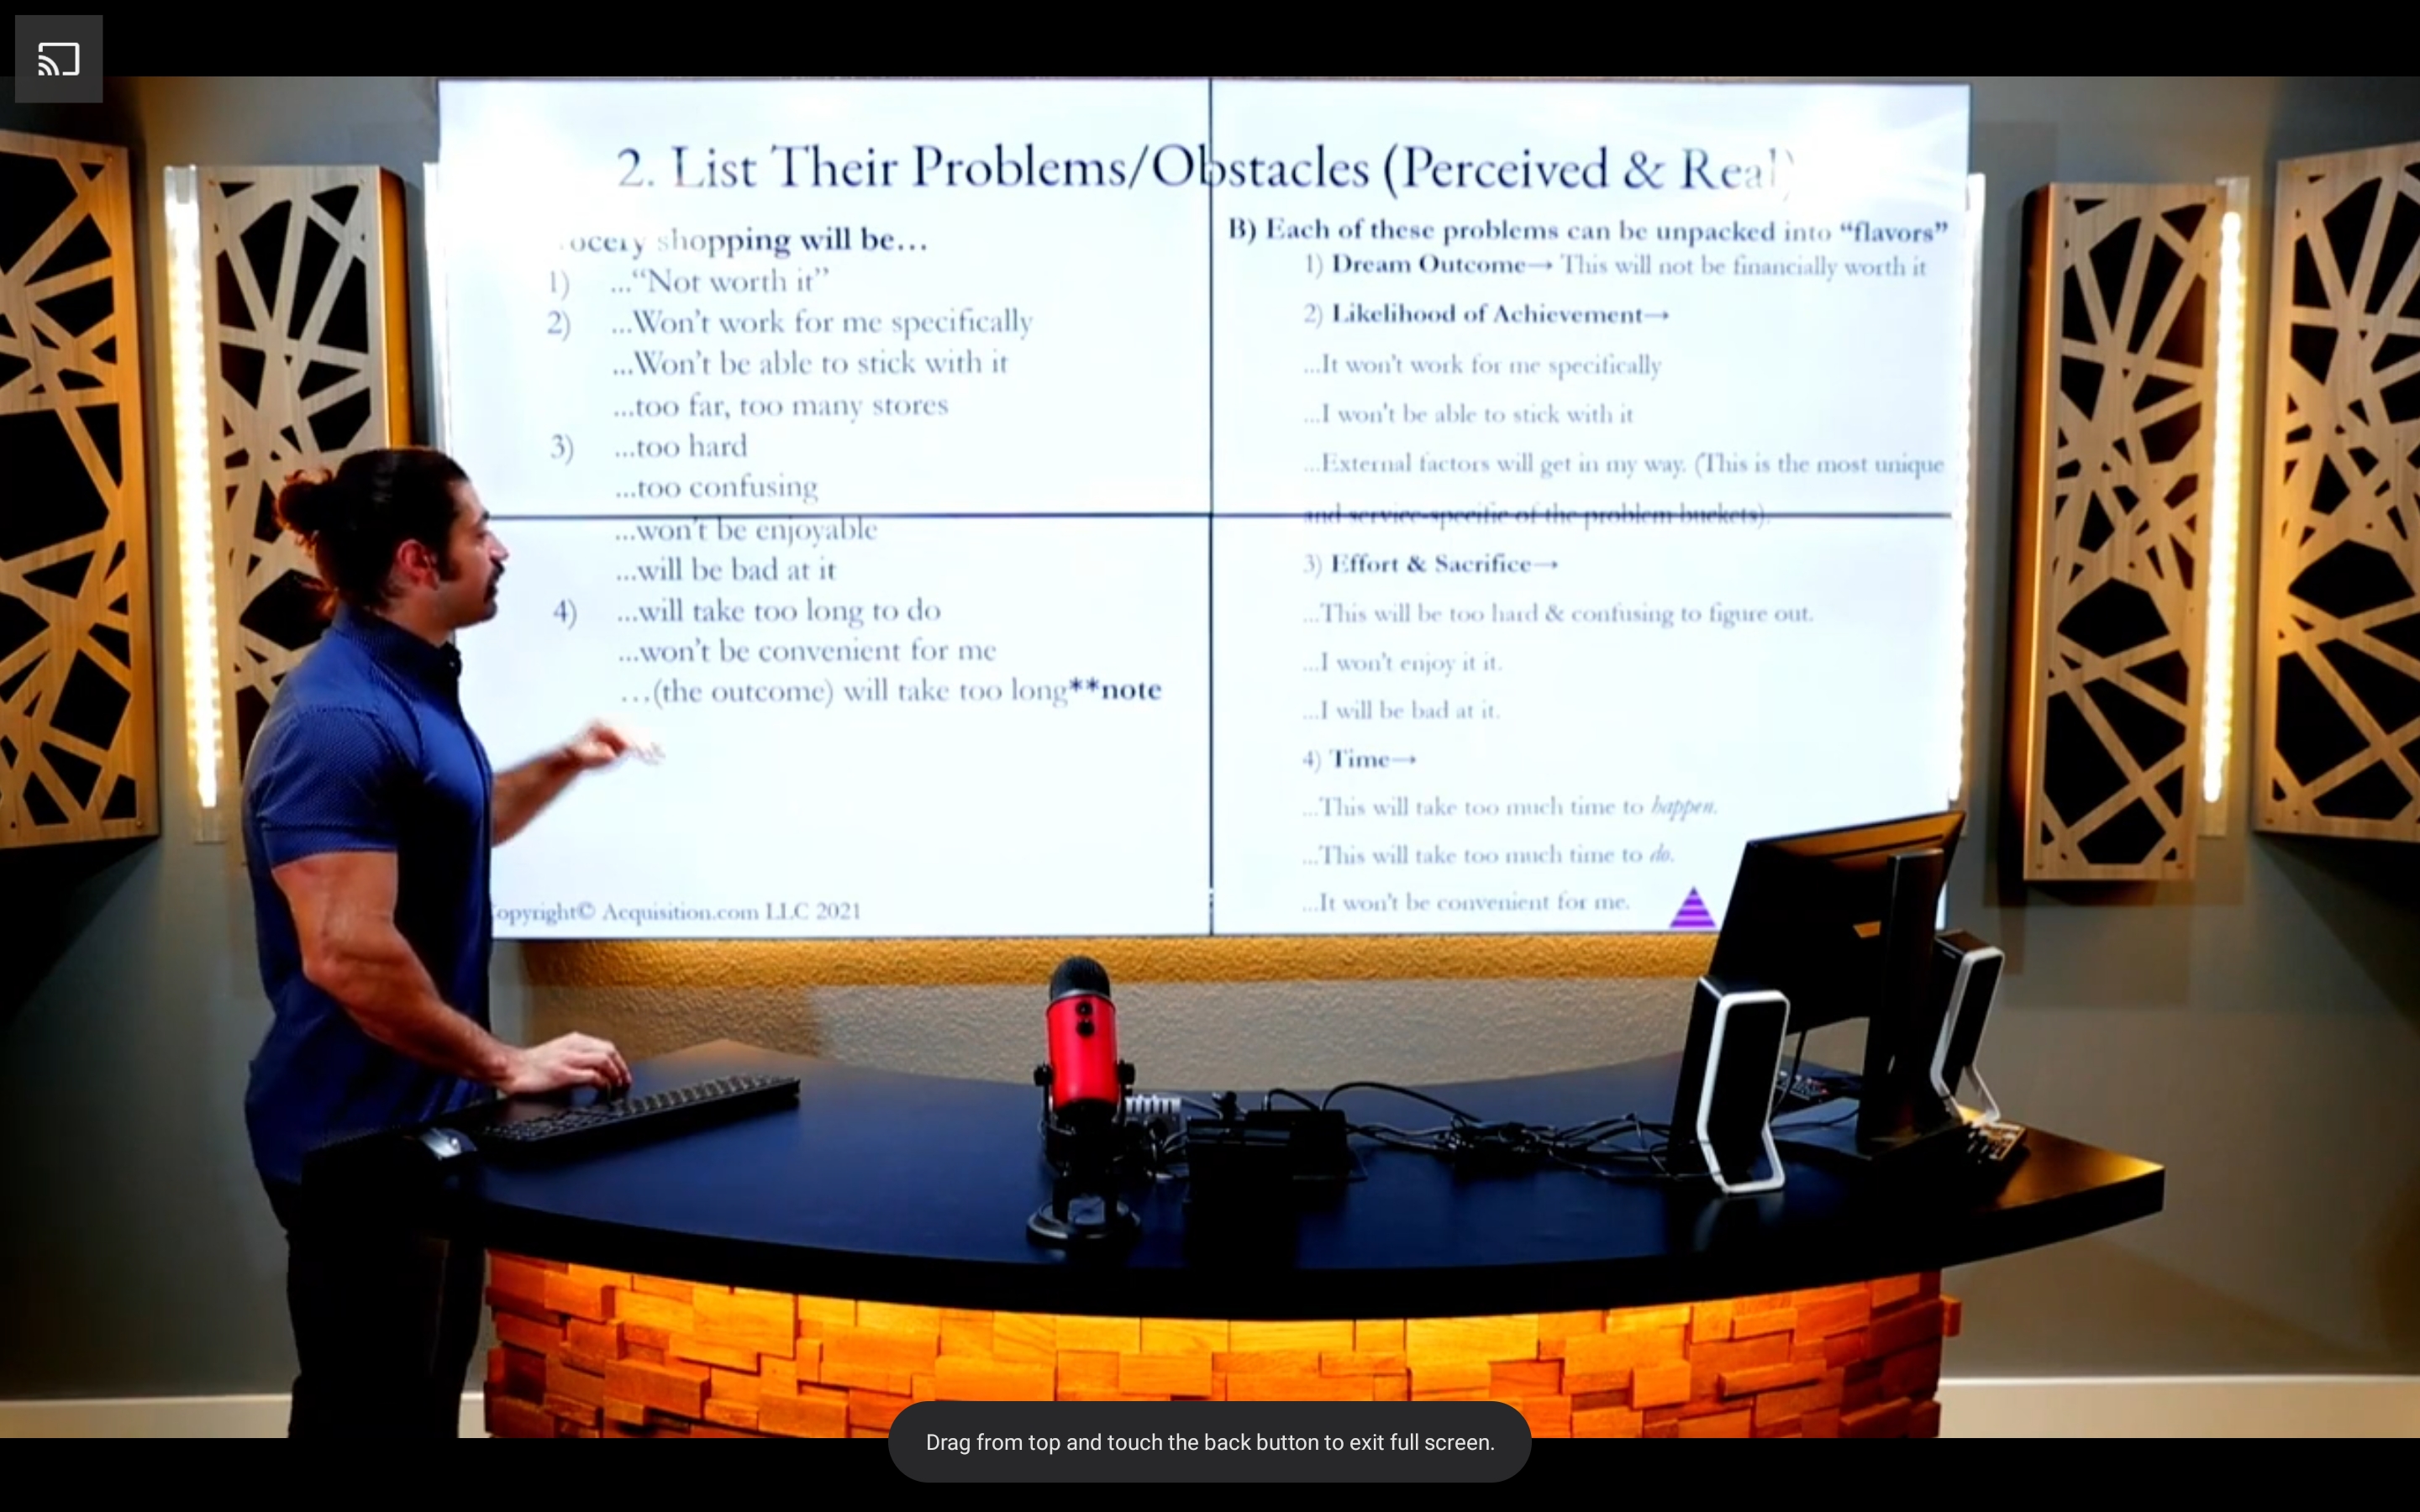 2. List Their Problems/Obstacles (Perceived & Real)
shopping will be...
1) ..."Not worth it"
2) ...Won't work for me specifically
...Won't be able to stick with it
...too far, too many stores
3) ...too hard
...too confusing
...won't be enjoyable
...will be bad at it
4) ...will take too long to do
...won't be convenient for me
...(the outcome) will take too long**note
opyright© Acquisition.com LLC 2021
B) Each of these problems can be unpacked into “flavors”
1) Dream Outcome→ This will not be financially worth it
2) Likelihood of Achievement→
...It won't work for me specifically
...I won't be able to stick with it
...External factors will get in my way. (This is the most unique
and service-specific of the problem buckets).
3) Effort & Sacrifice→
...This will be too hard & confusing to figure out.
...I won't enjoy it it.
...I will be bad at it.
4) Time→
...This will take too much time to happen.
...This will take too much time to do.
...It won't be convenient for me.
Drag from top and touch the back button to exit full screen.